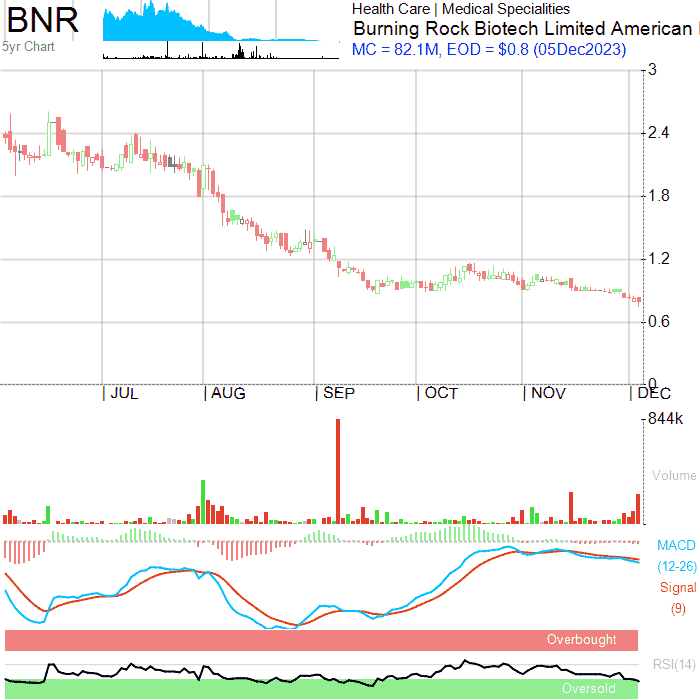 BNR
5yr Chart
Health Care | Medical Specialities
Burning Rock Biotech Limited American
MC = 82.1M, EOD = $0.8 (05Dec2023)
3
2.4
1.8
1.2
0.6
0
| JUL | AUG | SEP | OCT | NOV | DEC
844k
Volume
MACD
(12-26)
Signal
(9)
Overbought
RSI(14)
Oversold